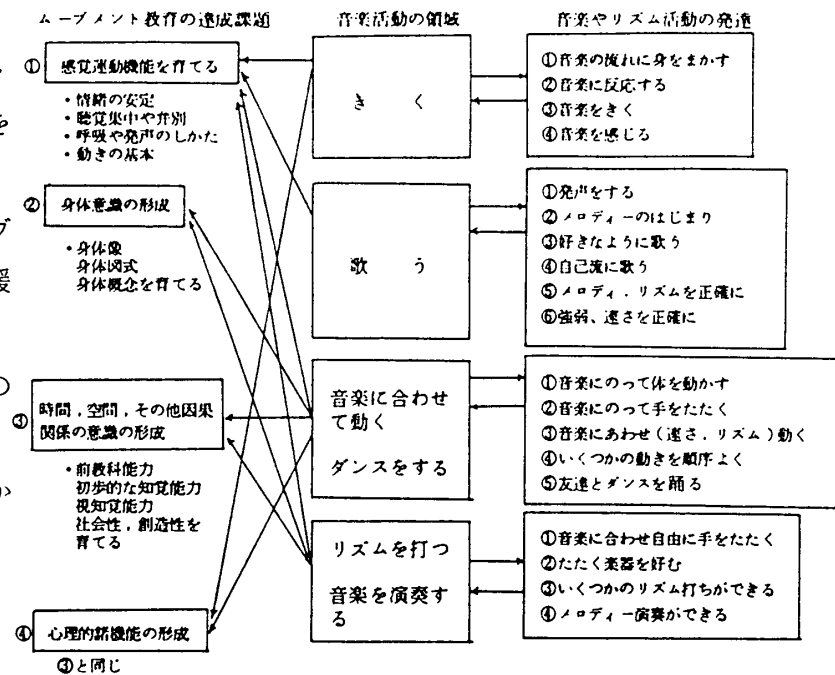 ムーブメント教育の達成課題
① 感覚運動機能を育てる
・情緒の安定
・聴覚集中や弁別
・呼吸や発声のしかた
・動きの基本
② 身体意識の形成
・身体像
身体図式
身体概念を育てる
③ 時間，空間，その他因果
関係の意識の形成
・前教科能力
初歩的な知覚能力
視知覚能力
社会性，創造性を
育てる
④ 心理的諸機能の形成
③と同じ
音楽活動の領域
きく
歌う
音楽に合わせ
て動く
ダンスをする
リズムを打つ
音楽を演奏す
る
音楽やリズム活動の発達
①音楽の流れに身をまかす
②音楽に反応する
③音楽をきく
④音楽を感じる
①発声をする
②メロディーのはじまり
③好きなように歌う
④自己流に歌う
⑤メロディ．リズムを正確に
⑥強弱、速さを正確に
①音楽にのって体を動かす
②音楽にのって手をたたく
③音楽にあわせ（速さ．リズム）動く
④いくつかの動きを順序よく
⑤友達とダンスを踊る
①音楽に合わせ自由に手をたたく
②たたく楽器を好む
③いくつかのリズム打ちができる
④メロディー演奏ができる
を
ブ
援
の
か